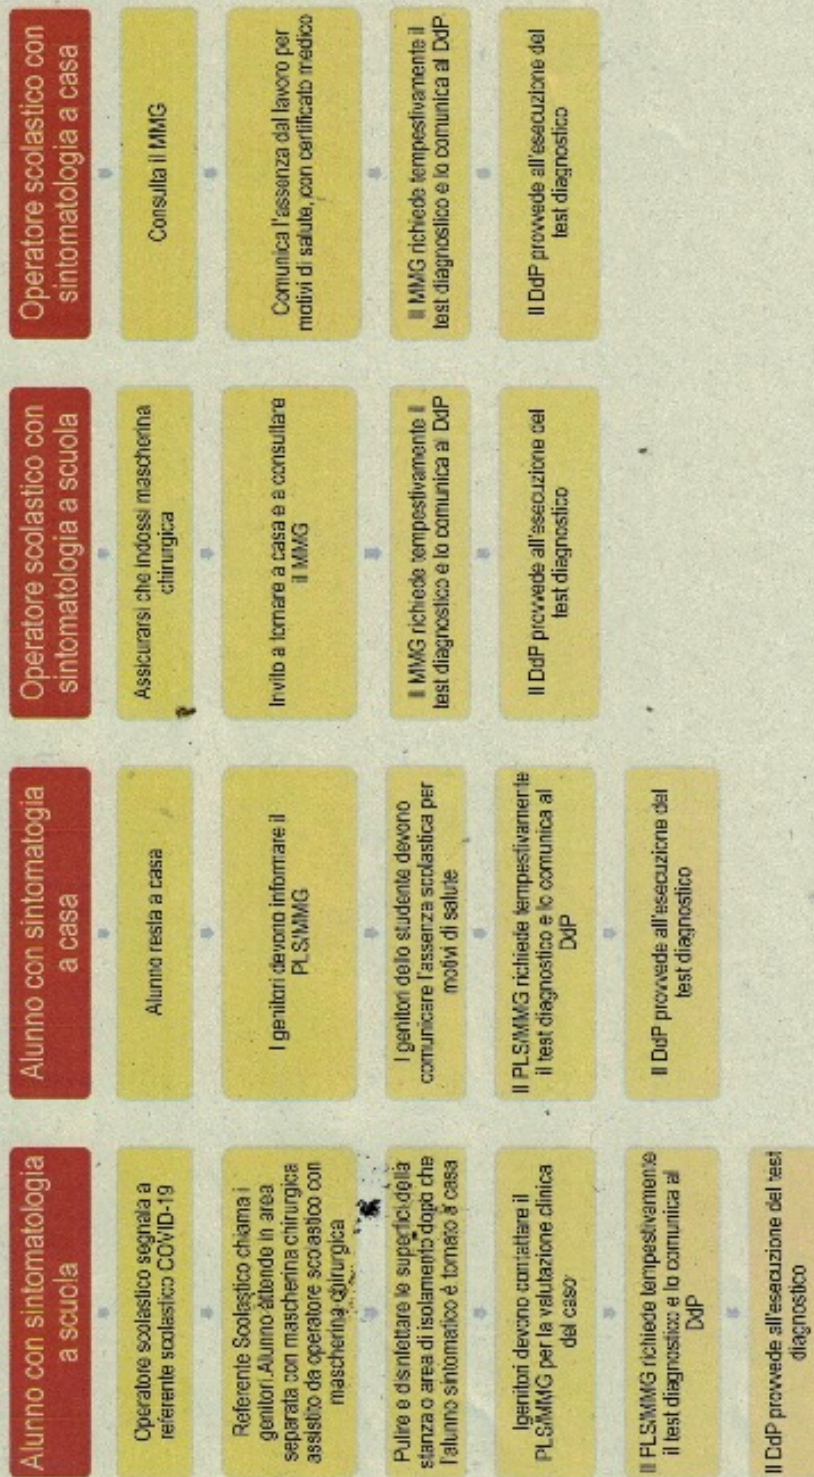 Alunno con sintomatologia
a scuola
Operatore scolastico segnala a
referente scolastico COVID-19
Referente Scolastico chiama i
genitori. Alunno attende in area
separata con mascherina chirurgica
assistito da operatore scolastico con
mascherina chirurgica
Pulire e disinfettare le superfici della
stanza o area di isolamento dopo che
l'alunno sintomatico è tornato a casa
Igenitori devono contattare il
PLS/MMG per la valutazione clinica
del caso
Il PLS/MMG richiede tempestivamente
il test diagnostico e lo comunica al
DdP
Il DdP provvede all'esecuzione del test
diagnostico
Alunno con sintomatogia
a casa
Alunno resta a casa
I genitori devono informare il
PLS/MMG
I genitori dello studente devono
comunicare l'assenza scolastica per
motivi di salute
Il PLS/MMG richiede tempestivamente
il test diagnostico e lo comunica al
DdP
Il DdP provvede all'esecuzione del
test diagnostico
Operatore scolastico con
sintomatologia a scuola
Assicurarsi che indossi mascherina
chirurgica
Invito a tornare a casa e a consultare
il MMG
Il MMG richiede tempestivamente il
test diagnostico e lo comunica al DdP
Il DdP provvede all'esecuzione del
test diagnostico
Operatore scolastico con
sintomatologia a casa
Consulta il MMG
Comunica l'assenza dal lavoro per
motivi di salute, con certificato medico
Il MMG richiede tempestivamente il
test diagnostico e lo comunica al DdP
Il DdP provvede all'esecuzione del
test diagnostico